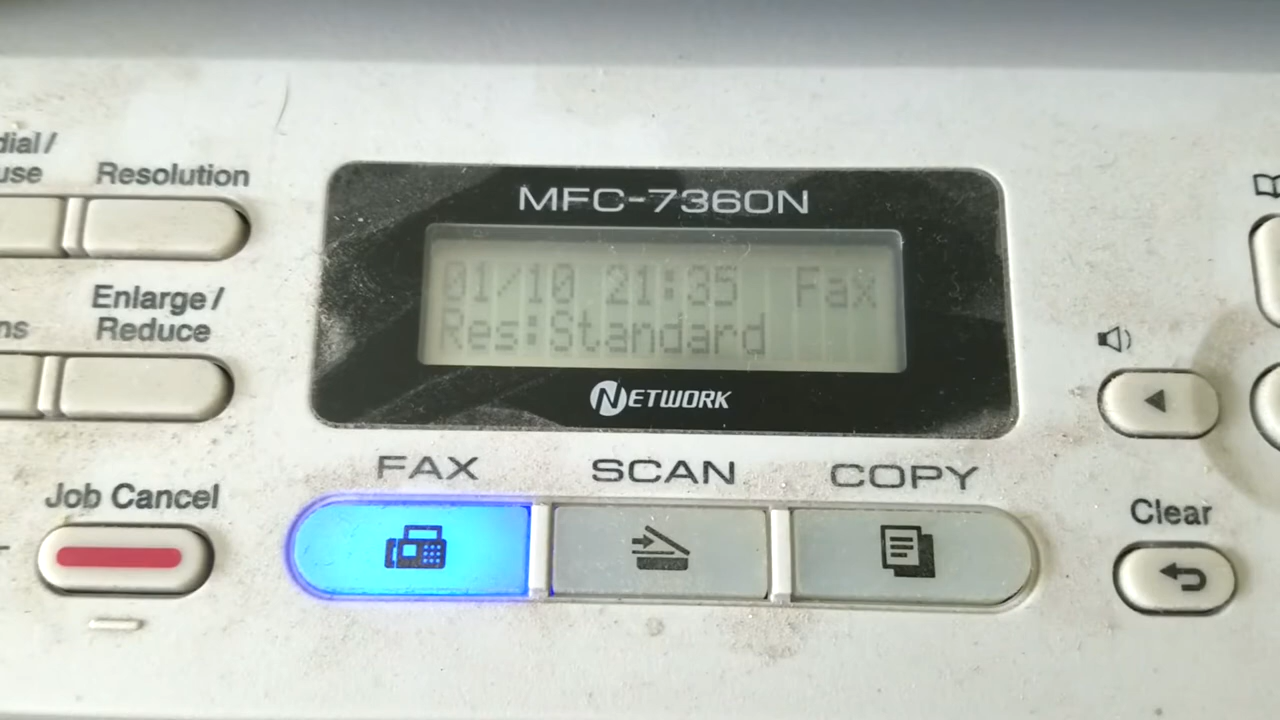 MFC-7360N
01/10 21:35 Fax
Res:Standard
NETWORK
dial/
use
Resolution
Enlarge/
ns
Reduce
Job Cancel
FAX
SCAN
COPY
Clear